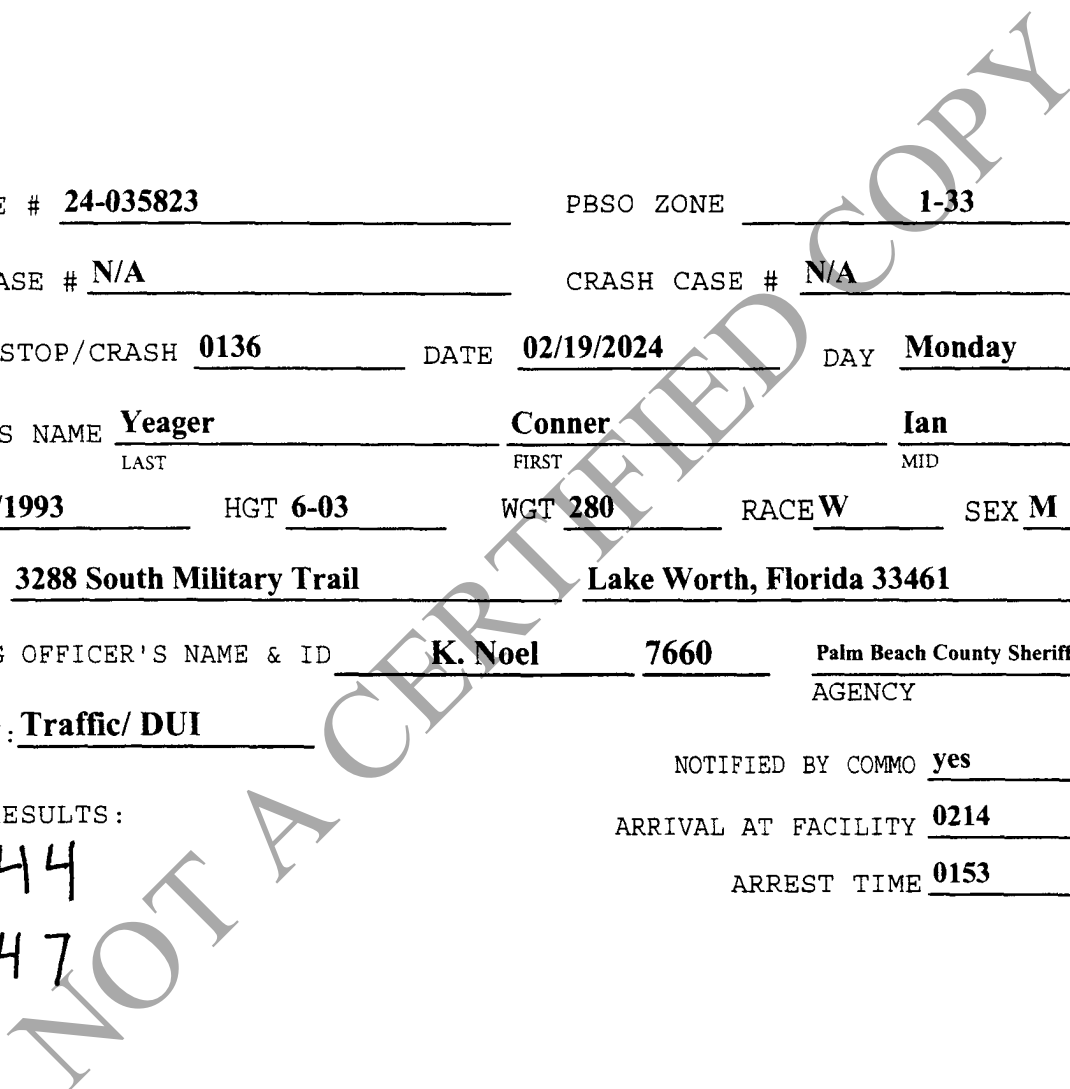 E # 24-035823 PBSO ZONE 1-33
ASE # N/A CRASH CASE # N/A
STOP/CRASH 0136 DATE 02/19/2024 DAY Monday
S NAME Yeager Conner Ian
LAST FIRST MID
/1993 HGT 6-03 WGT 280 RACE W SEX M
3288 South Military Trail Lake Worth, Florida 33461
G OFFICER'S NAME & ID K. Noel 7660 Palm Beach County Sheriff
AGENCY
: Traffic/ DUI
NOTIFIED BY COMMO yes
ESULTS:
ARRIVAL AT FACILITY 0214
44
ARREST TIME 0153
47
NOT A CERTIFIED COPY